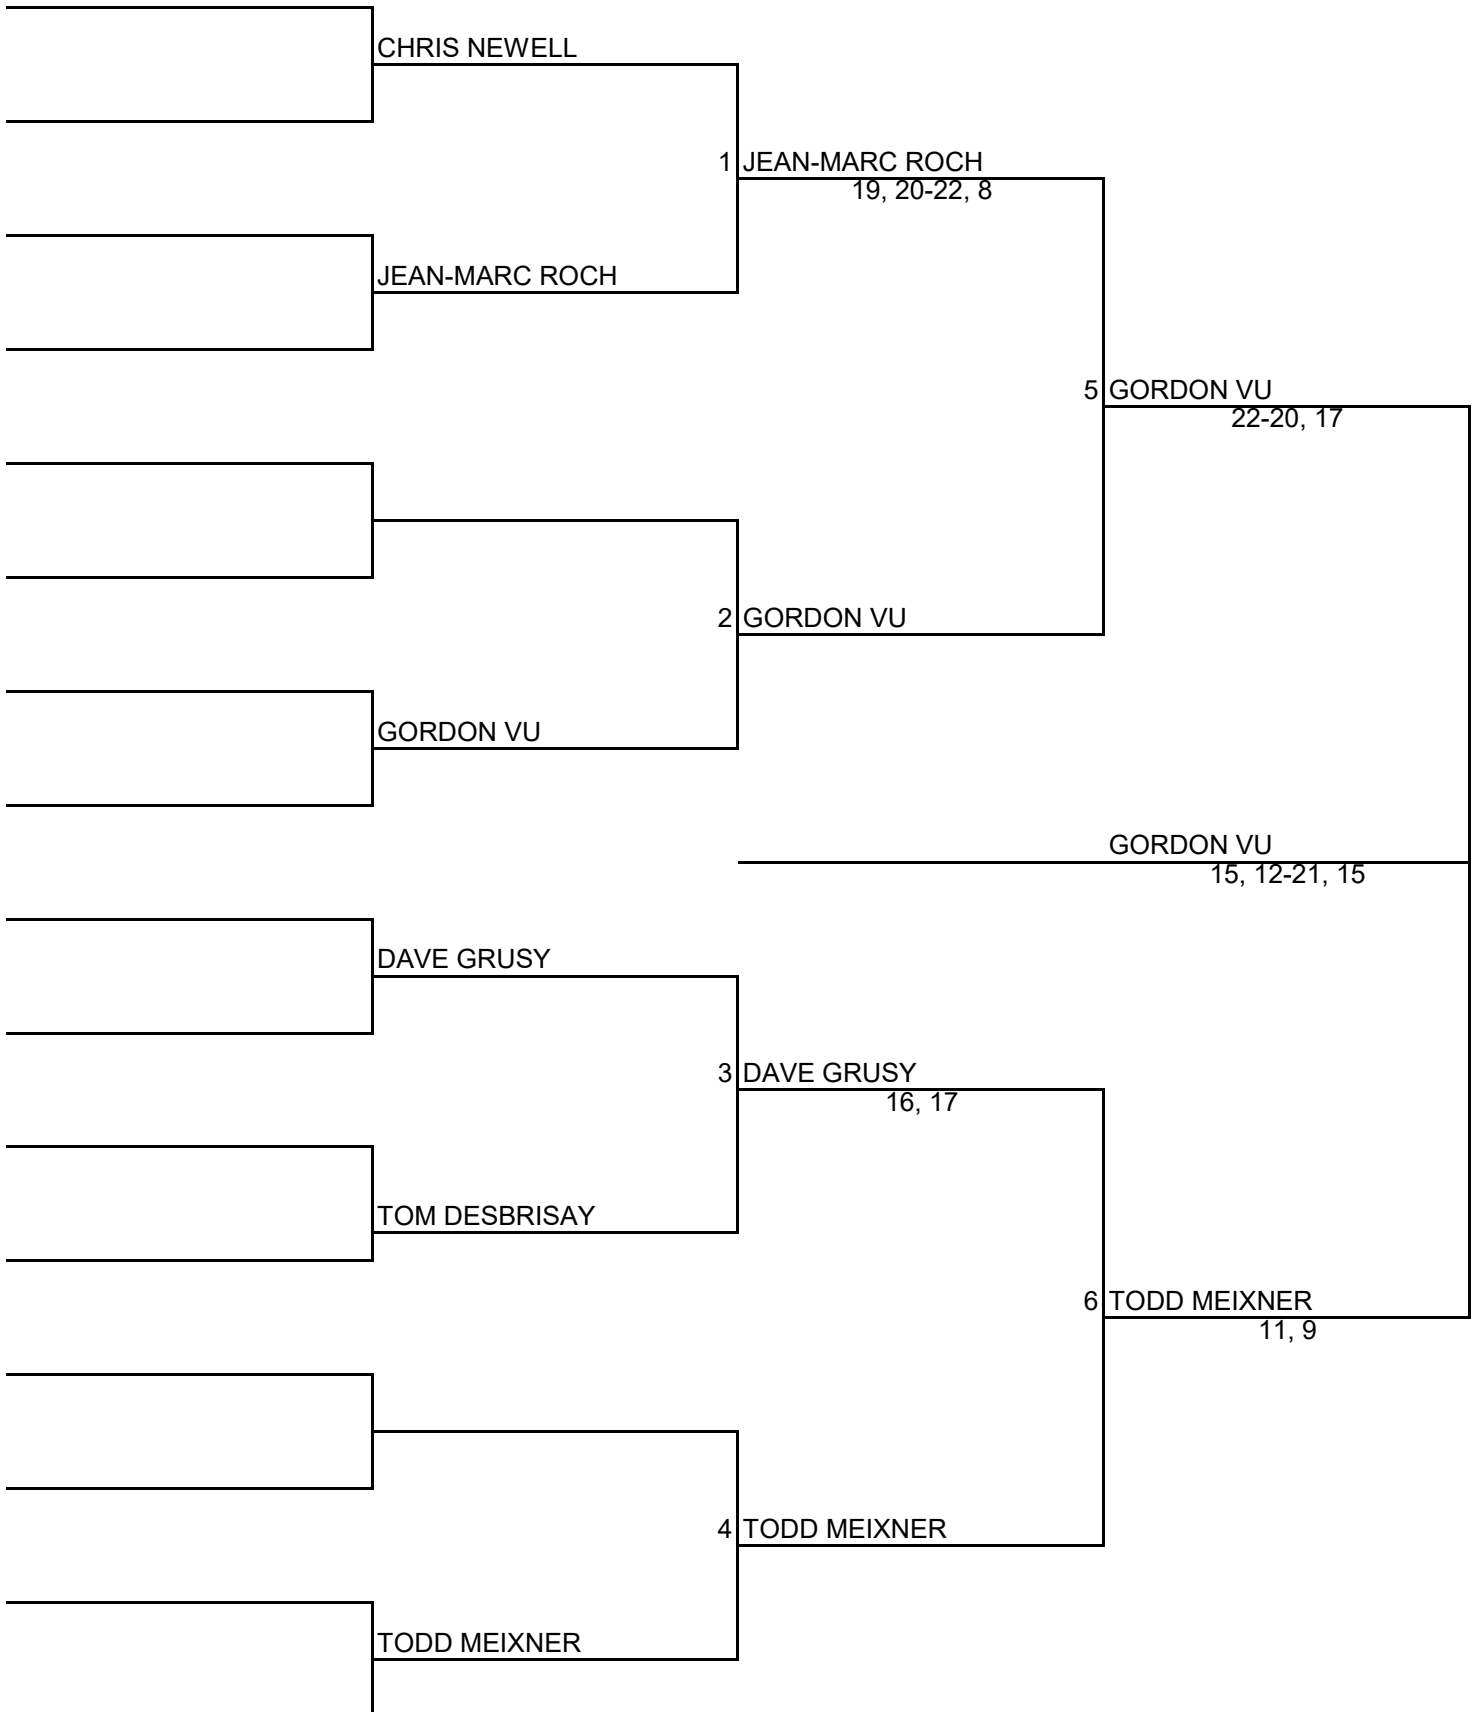 CHRIS NEWELL
1 JEAN-MARC ROCH
19, 20-22, 8
JEAN-MARC ROCH
5 GORDON VU
22-20, 17
2 GORDON VU
GORDON VU
GORDON VU
15, 12-21, 15
DAVE GRUSY
3 DAVE GRUSY
16, 17
TOM DESBRISAY
6 TODD MEIXNER
11, 9
4 TODD MEIXNER
TODD MEIXNER